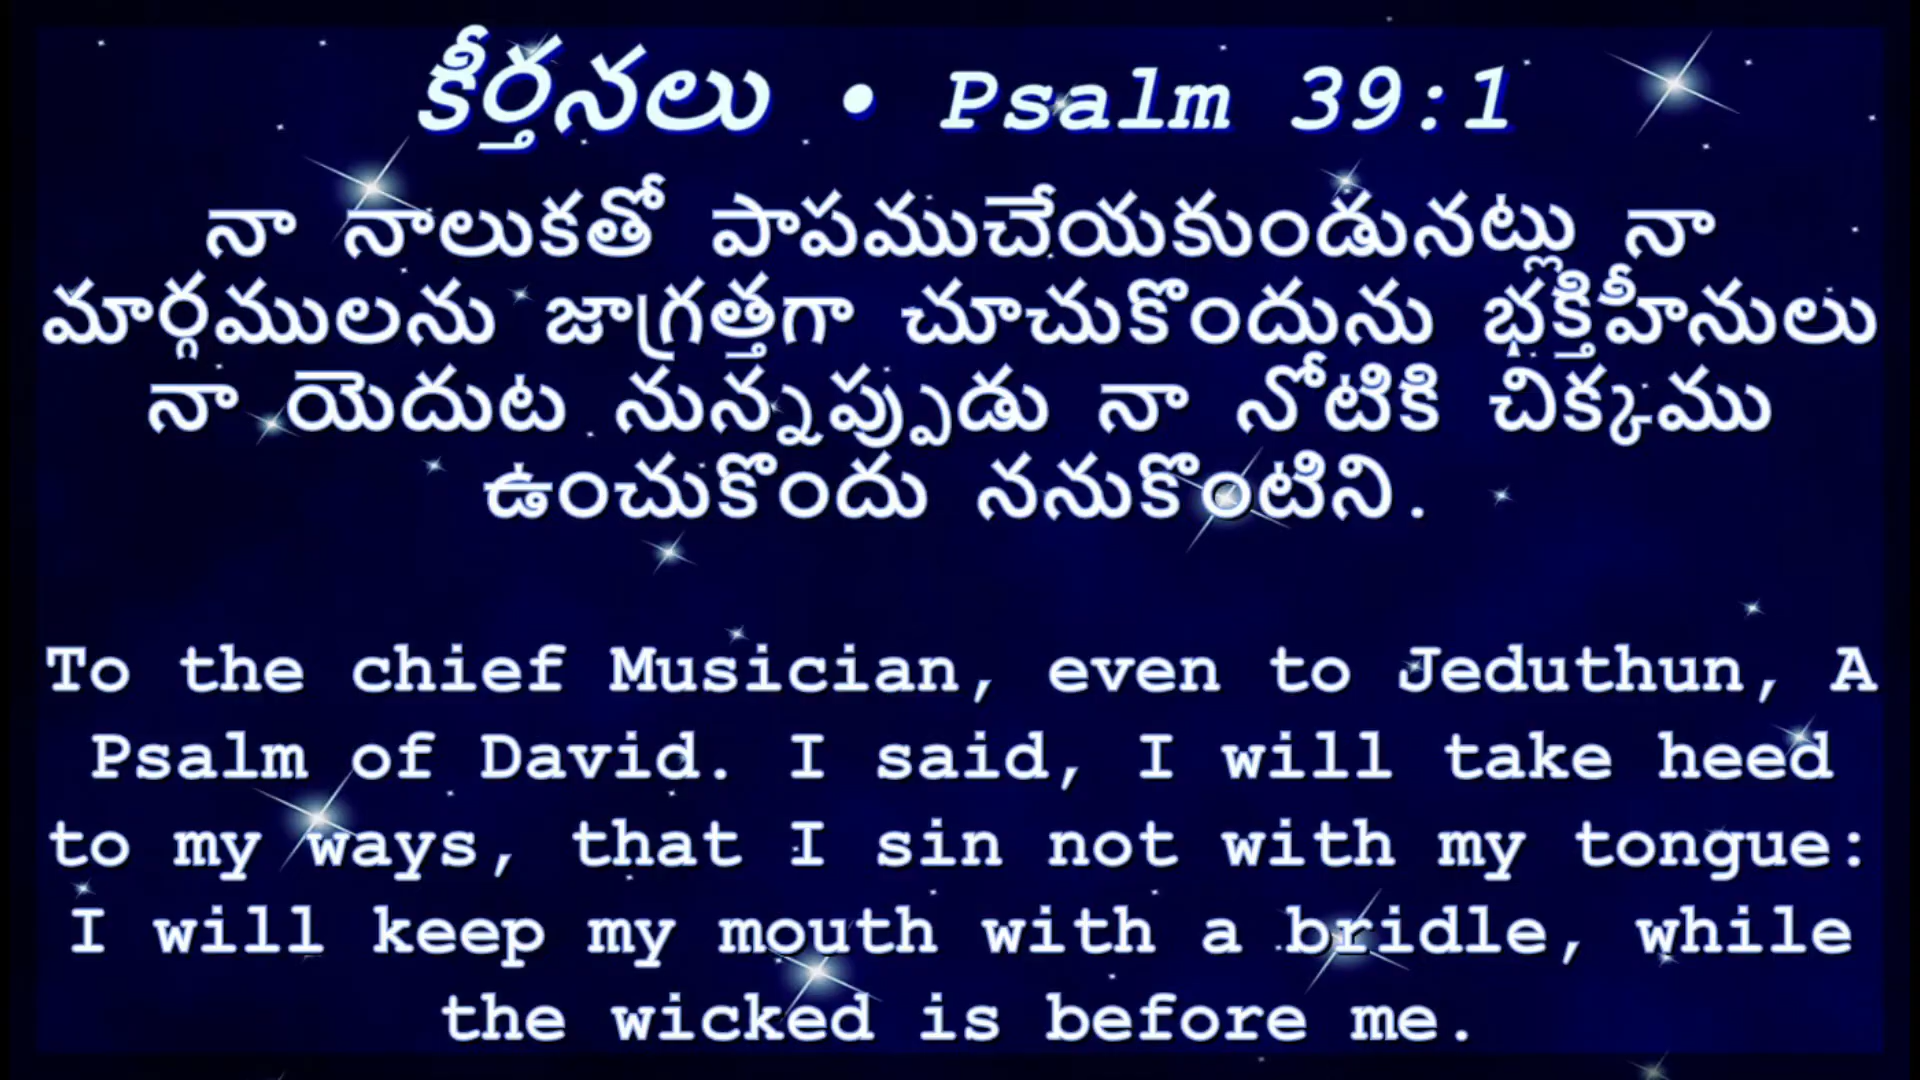 కీర్తనలు • Psalm 39:1
నా నాలుకతో పాపముచేయకుండునట్లు నా
మార్గములను జాగ్రత్తగా చూచుకొందును భక్తిహీనులు
నా యెదుట నున్నప్పుడు నా నోటికి చిక్కము
ఉంచుకొందు ననుకొంటిని.
To the chief Musician, even to Jeduthun, A
Psalm of David. I said, I will take heed
to my ways, that I sin not with my tongue:
I will keep my mouth with a bridle, while
the wicked is before me.